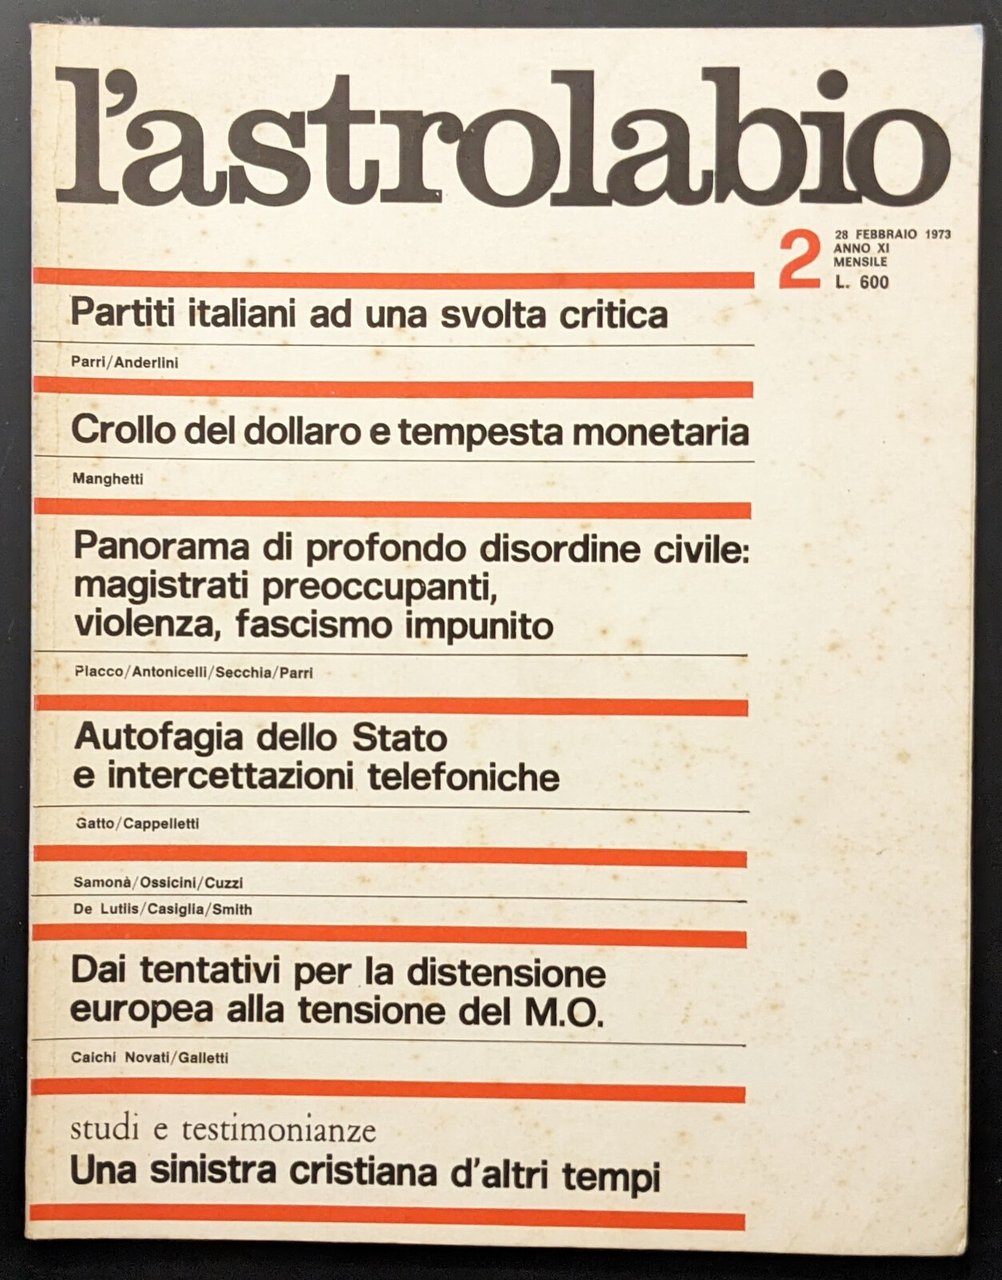 l'astrolabio
2
28 FEBBRAIO 1973
ANNO XI
MENSILE
L. 600
Partiti italiani ad una svolta critica
Parri/Anderlini
Crollo del dollaro e tempesta monetaria
Manghetti
Panorama di profondo disordine civile:
magistrati preoccupanti,
violenza, fascismo impunito
Placco/Antonicelli/Secchia/Parri
Autofagia dello Stato
e intercettazioni telefoniche
Gatto/Cappelletti
Samonà/Ossicini/Cuzzi
De Lutiis/Casiglia/Smith
Dai tentativi per la distensione
europea alla tensione del M.O.
Calchi Novati/Galletti
studi e testimonianze
Una sinistra cristiana d'altri tempi